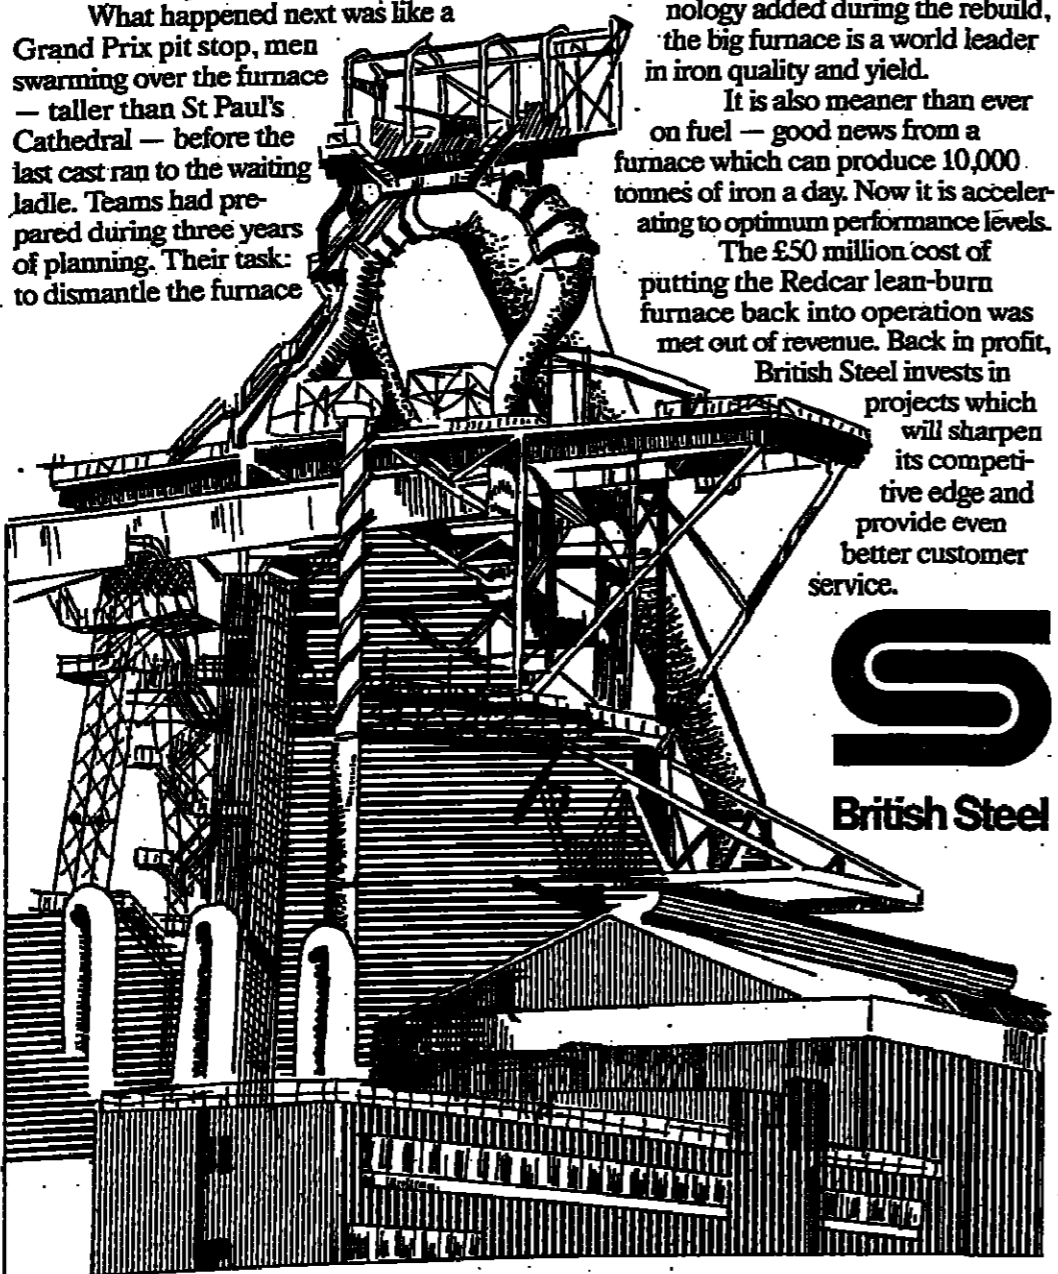 What happened next was like a
Grand Prix pit stop, men
swarming over the furnace
— taller than St Paul's
Cathedral — before the
last cast ran to the waiting
ladle. Teams had pre-
pared during three years
of planning. Their task:
to dismantle the furnace
nology added during the rebuild,
the big furnace is a world leader
in iron quality and yield.
It is also meaner than ever
on fuel — good news from a
furnace which can produce 10,000
tonnes of iron a day. Now it is acceler-
ating to optimum performance levels.
The £50 million cost of
putting the Redcar lean-burn
furnace back into operation was
met out of revenue. Back in profit,
British Steel invests in
projects which
will sharpen
its competi-
tive edge and
provide even
better customer
service.
British Steel